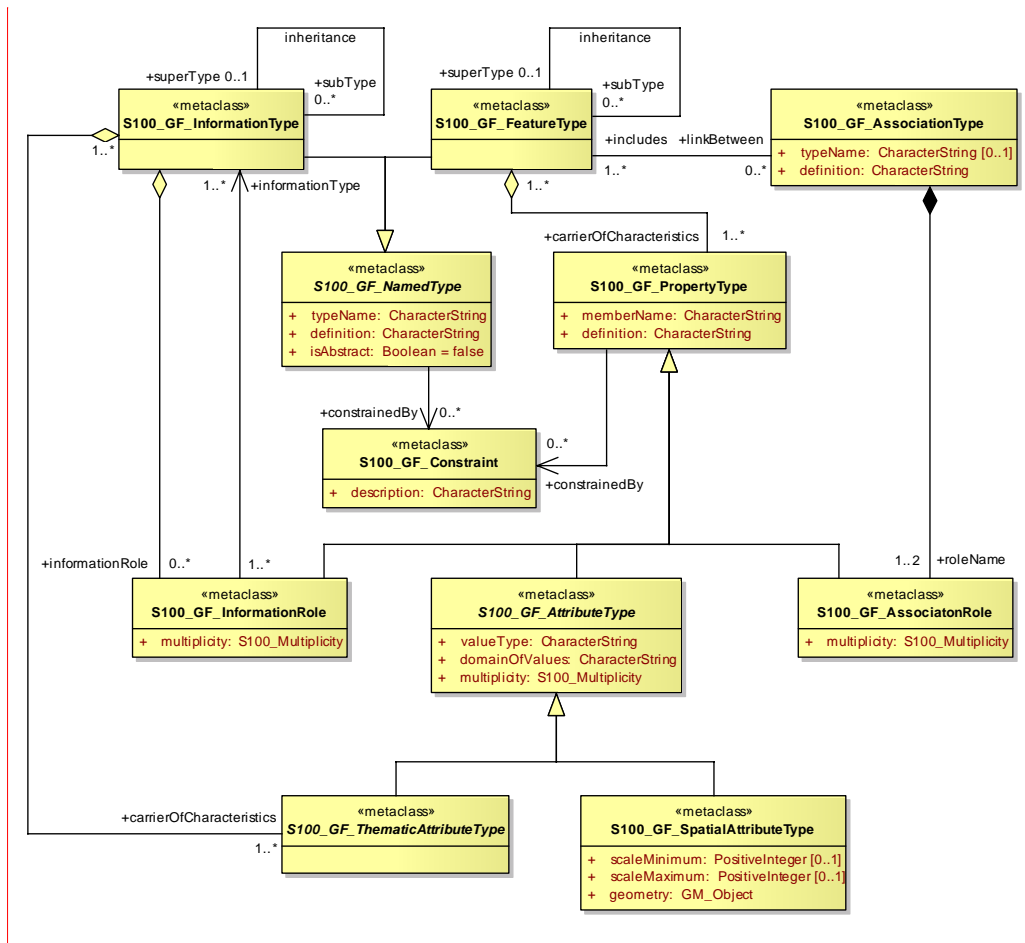 inheritance
inheritance
+superType 0..1
+subType
0..*
+superType 0..1
+subType
0..*
«metaclass»
S100_GF_InformationType
«metaclass»
S100_GF_FeatureType
«metaclass»
S100_GF_AssociationType
+ typeName: CharacterString [0..1]
+ definition: CharacterString
1..*
+includes
+linkBetween
1..*
0..*
1..*
+informationType
1..*
+carrierOfCharacteristics
1..*
«metaclass»
S100_GF_NamedType
+ typeName: CharacterString
+ definition: CharacterString
+ isAbstract: Boolean = false
«metaclass»
S100_GF_PropertyType
+ memberName: CharacterString
+ definition: CharacterString
+constrainedBy
0..*
«metaclass»
S100_GF_Constraint
+ description: CharacterString
0..*
+constrainedBy
+informationRole
0..*
1..*
1..2
+roleName
«metaclass»
S100_GF_InformationRole
+ multiplicity: S100_Multiplicity
«metaclass»
S100_GF_AttributeType
+ valueType: CharacterString
+ domainOfValues: CharacterString
+ multiplicity: S100_Multiplicity
«metaclass»
S100_GF_AssociatonRole
+ multiplicity: S100_Multiplicity
+carrierOfCharacteristics
1..*
«metaclass»
S100_GF_ThematicAttributeType
«metaclass»
S100_GF_SpatialAttributeType
+ scaleMinimum: PositiveInteger [0..1]
+ scaleMaximum: PositiveInteger [0..1]
+ geometry: GM_Object